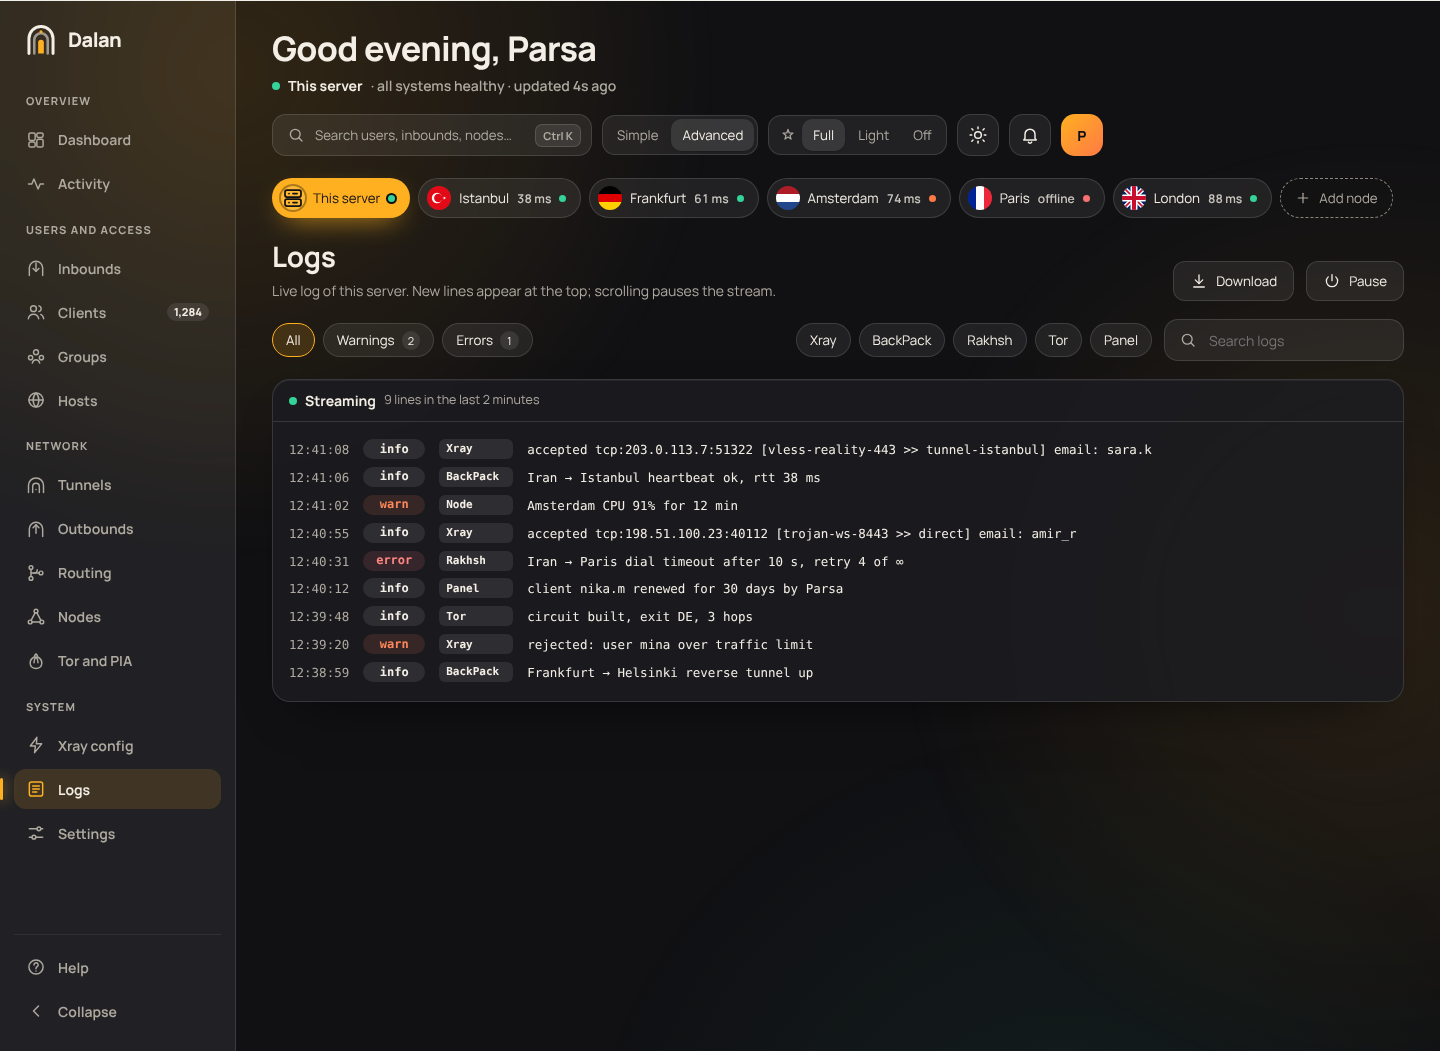 Dalan
OVERVIEW
Dashboard
Activity
USERS AND ACCESS
Inbounds
Clients 1,284
Groups
Hosts
NETWORK
Tunnels
Outbounds
Routing
Nodes
Tor and PIA
SYSTEM
Xray config
Logs
Settings
Help
Collapse
Good evening, Parsa
This server · all systems healthy · updated 4s ago
Search users, inbounds, nodes... Ctrl K Simple Advanced Full Light Off P
This server Istanbul 38 ms Frankfurt 61 ms Amsterdam 74 ms Paris offline London 88 ms Add node
Logs
Live log of this server. New lines appear at the top; scrolling pauses the stream.
Download Pause
All Warnings 2 Errors 1 Xray BackPack Rakhsh Tor Panel Search logs
Streaming 9 lines in the last 2 minutes
12:41:08 info Xray accepted tcp:203.0.113.7:51322 [vless-reality-443 >> tunnel-istanbul] email: sara.k
12:41:06 info BackPack Iran → Istanbul heartbeat ok, rtt 38 ms
12:41:02 warn Node Amsterdam CPU 91% for 12 min
12:40:55 info Xray accepted tcp:198.51.100.23:40112 [trojan-ws-8443 >> direct] email: amir_r
12:40:31 error Rakhsh Iran → Paris dial timeout after 10 s, retry 4 of ∞
12:40:12 info Panel client nika.m renewed for 30 days by Parsa
12:39:48 info Tor circuit built, exit DE, 3 hops
12:39:20 warn Xray rejected: user mina over traffic limit
12:38:59 info BackPack Frankfurt → Helsinki reverse tunnel up